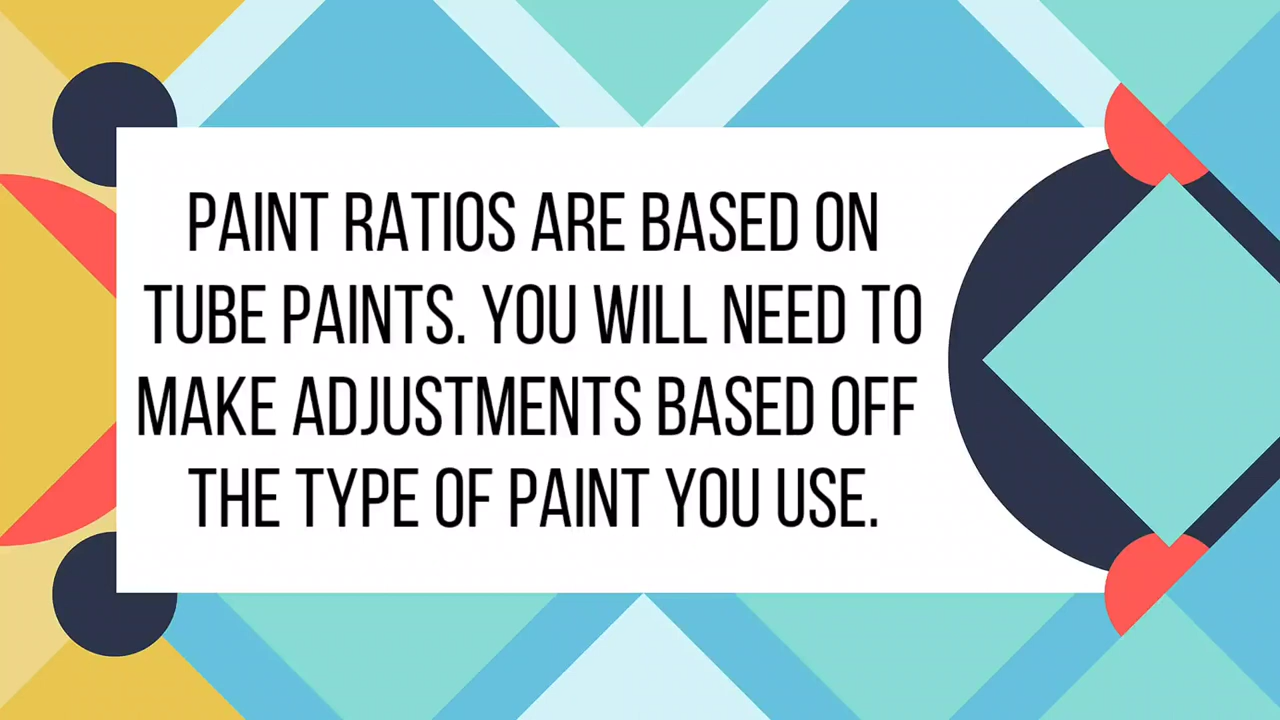 PAINT RATIOS ARE BASED ON
TUBE PAINTS. YOU WILL NEED TO
MAKE ADJUSTMENTS BASED OFF
THE TYPE OF PAINT YOU USE.